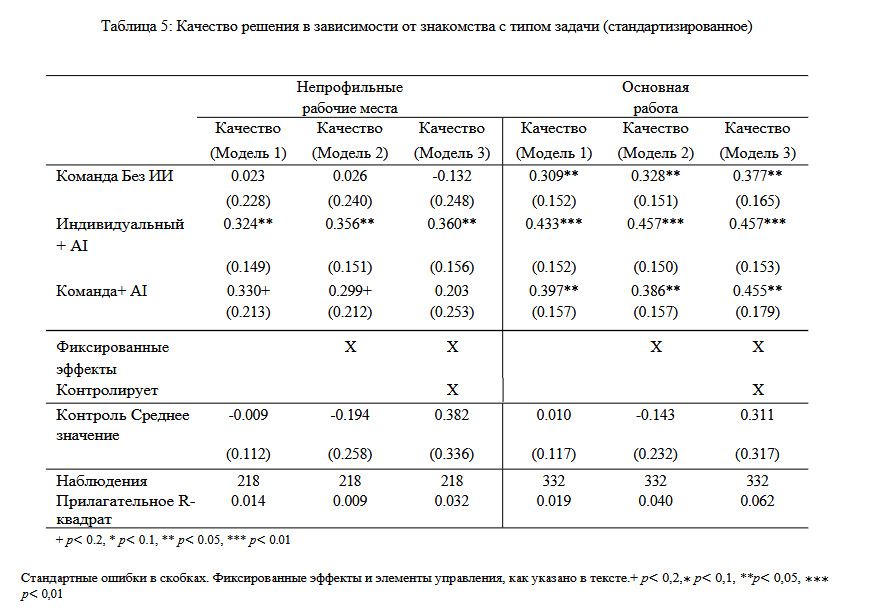 Таблица 5: Качество решения в зависимости от знакомства с типом задачи (стандартизированное)
Непрофильные рабочие места Основная работа
Качество (Модель 1) Качество (Модель 2) Качество (Модель 3) Качество (Модель 1) Качество (Модель 2) Качество (Модель 3)
Команда Без ИИ 0.023 0.026 -0.132 0.309** 0.328** 0.377**
(0.228) (0.240) (0.248) (0.152) (0.151) (0.165)
Индивидуальный + AI 0.324** 0.356** 0.360** 0.433*** 0.457*** 0.457***
(0.149) (0.151) (0.156) (0.152) (0.150) (0.153)
Команда+ AI 0.330+ 0.299+ 0.203 0.397** 0.386** 0.455**
(0.213) (0.212) (0.253) (0.157) (0.157) (0.179)
Фиксированные эффекты X X X X
Контролирует X X
Контроль Среднее значение -0.009 -0.194 0.382 0.010 -0.143 0.311
(0.112) (0.258) (0.336) (0.117) (0.232) (0.317)
Наблюдения 218 218 218 332 332 332
Прилагательное R-квадрат 0.014 0.009 0.032 0.019 0.040 0.062
+ p< 0.2, * p< 0.1, ** p< 0.05, *** p< 0.01
Стандартные ошибки в скобках. Фиксированные эффекты и элементы управления, как указано в тексте.+ p< 0,2,* p< 0,1, **p< 0,05, ***
p< 0,01